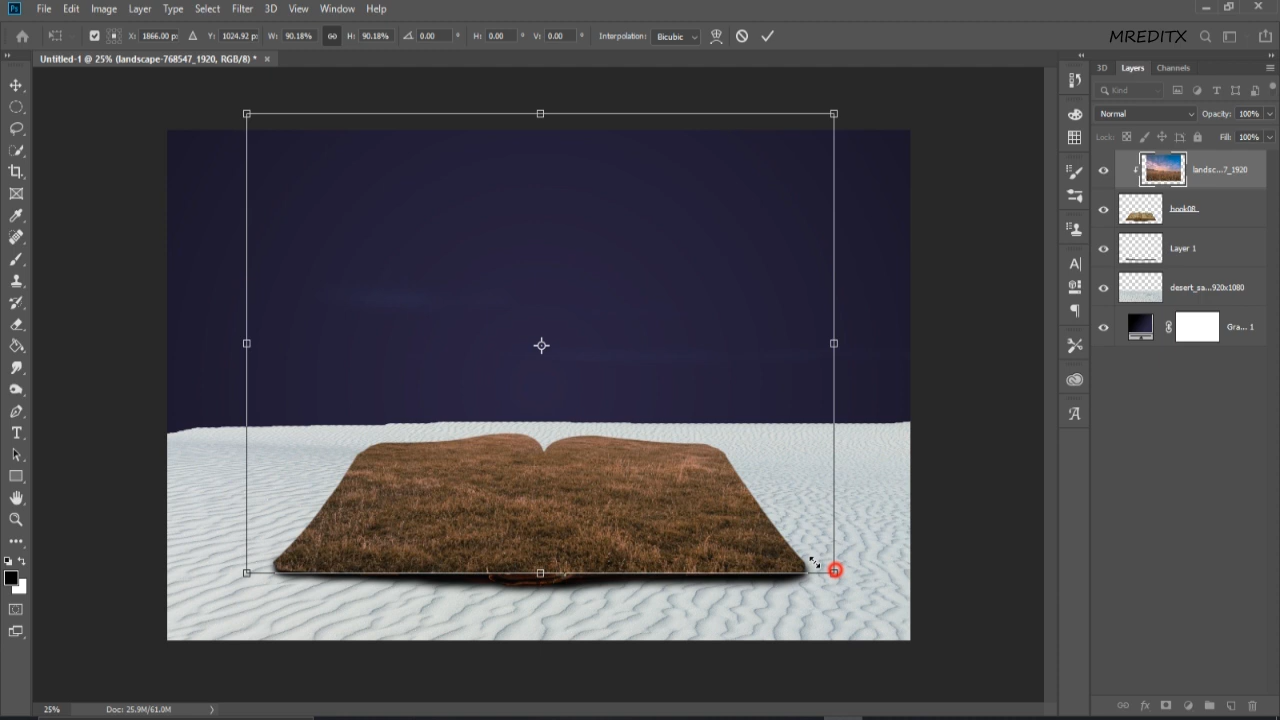 Ps File Edit Image Layer Type Select Filter 3D View Window Help
X: 1866.00 px Y: 1024.92 px W: 90.18% H: 90.18% 0.00 ° H: 0.00 ° V: 0.00 ° Interpolation: Bicubic MREDITX
Untitled-1 @ 25% (landscape-768547_1920, RGB/8) * ×
3D Layers Channels
Kind
Normal Opacity: 100%
Lock: Fill: 100%
landsc...7_1920
book08_
Layer 1
desert_sa...920x1080
Gra... 1
25% Doc: 25.9M/61.0M